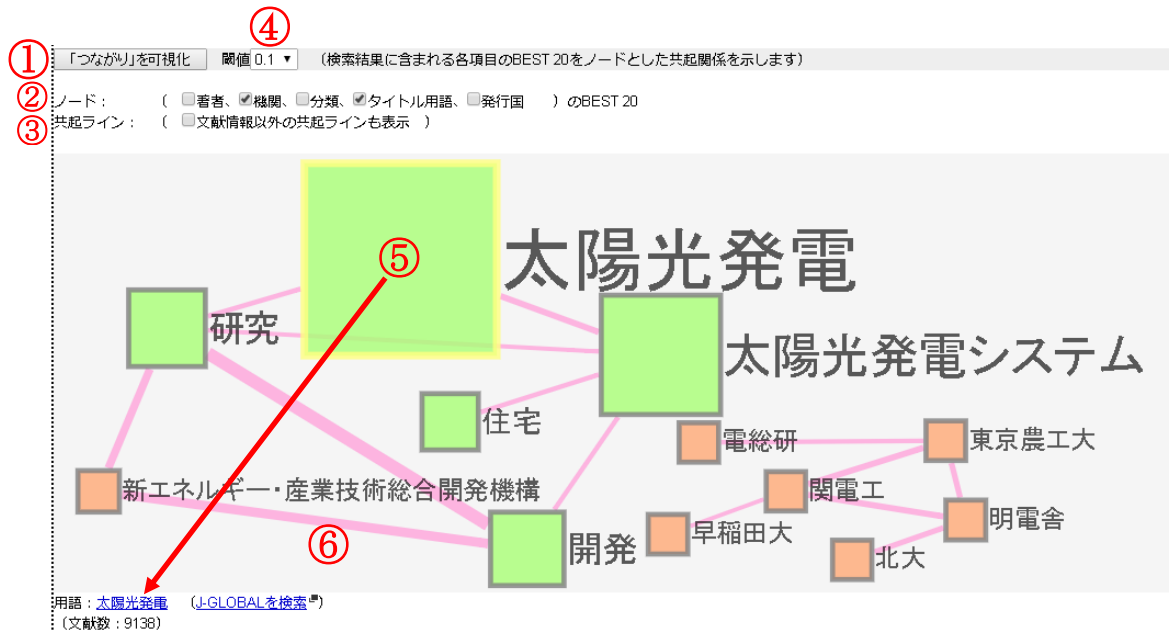 ④
① 「つながり」を可視化 閾値 0.1 ▼ (検索結果に含まれる各項目のBEST 20をノードとした共起関係を示します)
② ノード: ( 著者、機関、分類、タイトル用語、発行国 ) のBEST 20
③ 共起ライン: ( 文献情報以外の共起ラインも表示 )
⑤
太陽光発電
研究
太陽光発電システム
住宅
電総研
東京農工大
新エネルギー・産業技術総合開発機構
関電工
早稲田大
明電舎
⑥
開発
北大
用語:太陽光発電 (J-GLOBALを検索)
(文献数:9138)